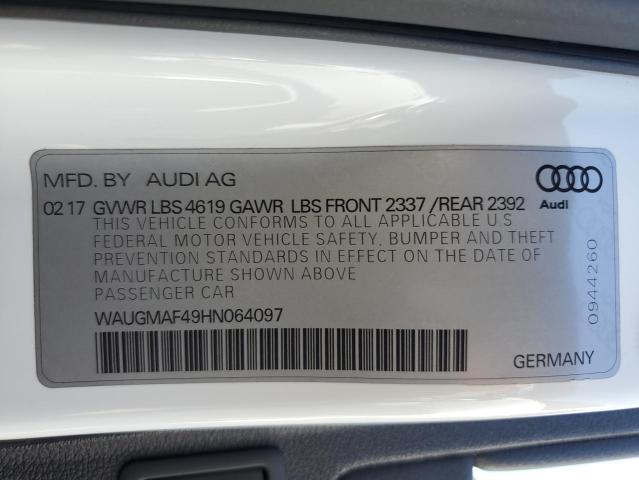 MFD. BY AUDI AG
02 17 GVWR LBS 4619 GAWR LBS FRONT 2337 /REAR 2392
THIS VEHICLE CONFORMS TO ALL APPLICABLE U.S
FEDERAL MOTOR VEHICLE SAFETY, BUMPER AND THEFT
PREVENTION STANDARDS IN EFFECT ON THE DATE OF
MANUFACTURE SHOWN ABOVE
PASSENGER CAR
WAUGMAF49HN064097
Audi
0944260
GERMANY